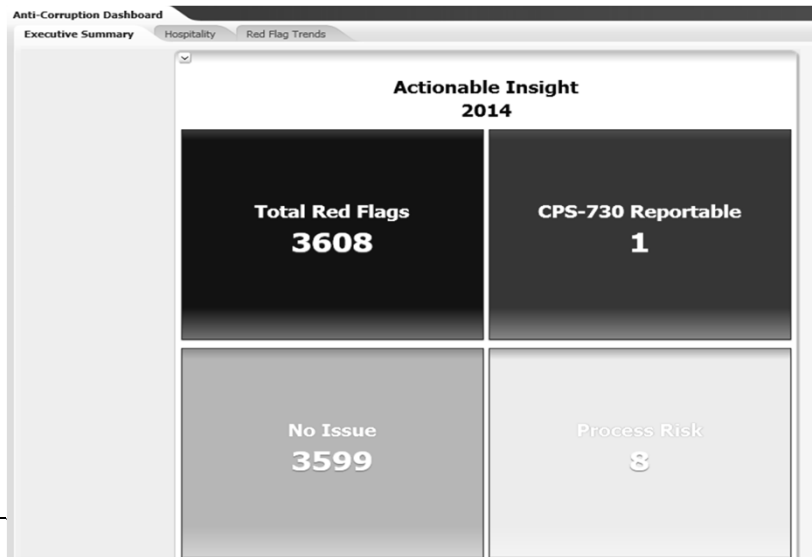 Anti-Corruption Dashboard
Executive Summary
Hospitality
Red Flag Trends
Actionable Insight
2014
Total Red Flags
3608
CPS-730 Reportable
1
No Issue
3599
Process Risk
8